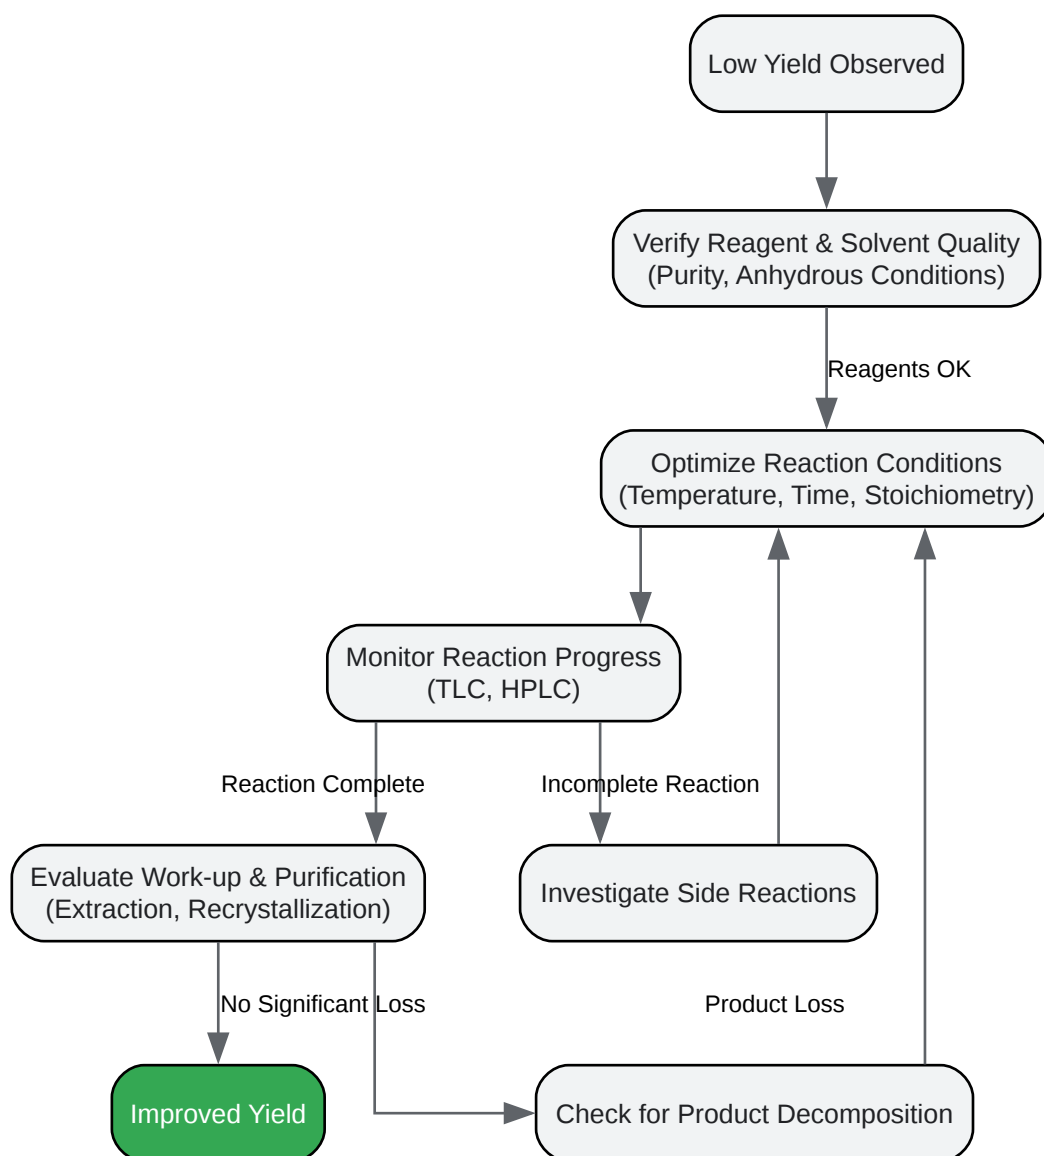 Low Yield Observed
Verify Reagent & Solvent Quality
(Purity, Anhydrous Conditions)
Reagents OK
Optimize Reaction Conditions
(Temperature, Time, Stoichiometry)
Monitor Reaction Progress
(TLC, HPLC)
Reaction Complete
Incomplete Reaction
Evaluate Work-up & Purification
(Extraction, Recrystallization)
Investigate Side Reactions
No Significant Loss
Product Loss
Improved Yield
Check for Product Decomposition